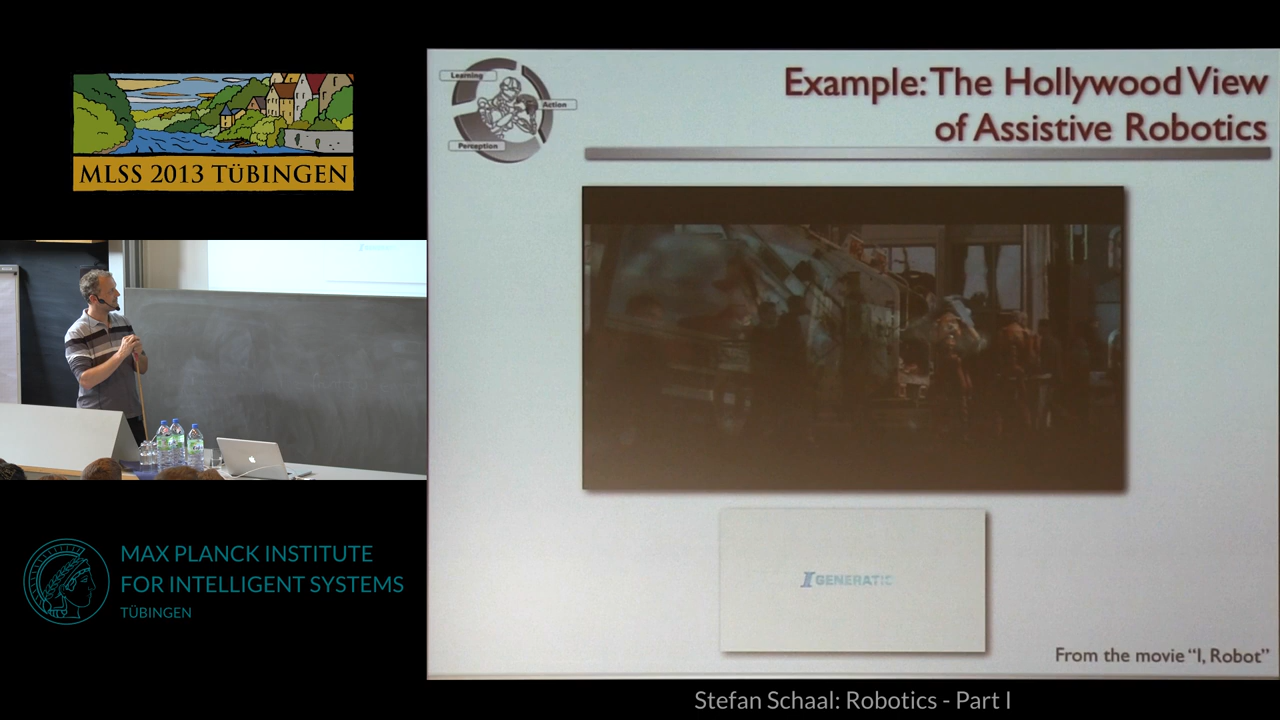 MLSS 2013 TÜBINGEN
MAX PLANCK INSTITUTE
FOR INTELLIGENT SYSTEMS
TÜBINGEN
Learning
Action
Perception
Example: The Hollywood View
of Assistive Robotics
I GENERATIO
From the movie “I, Robot”
Stefan Schaal: Robotics - Part I